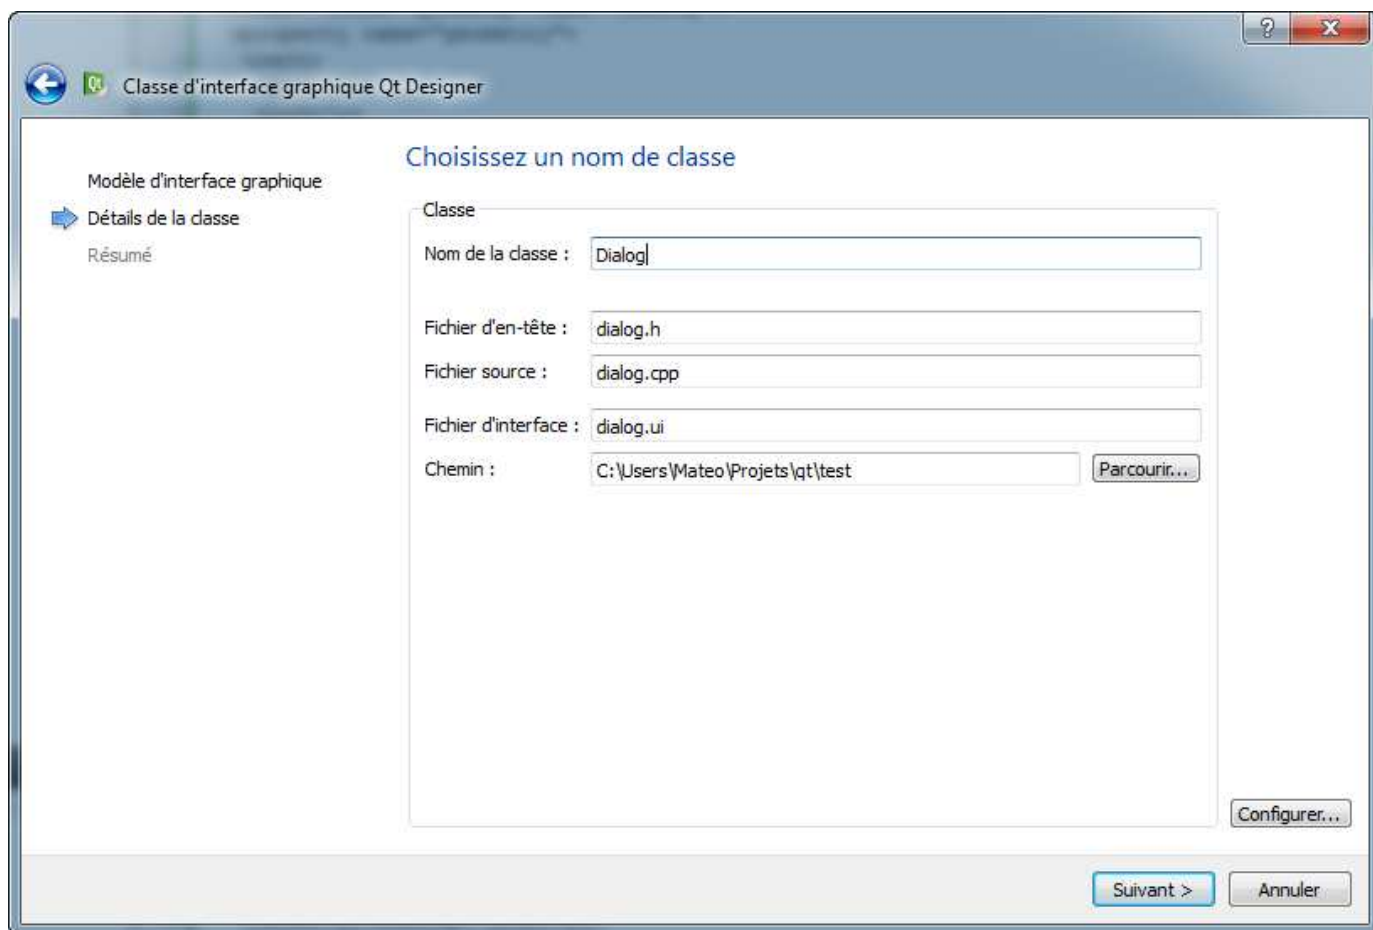 Qt Classe d'interface graphique Qt Designer
Choisissez un nom de classe
Modèle d'interface graphique
Détails de la classe
Résumé
Classe
Nom de la classe : Dialog
Fichier d'en-tête : dialog.h
Fichier source : dialog.cpp
Fichier d'interface : dialog.ui
Chemin : C:\Users\Mateo\Projets\qt\test Parcourir...
Configurer...
Suivant > Annuler